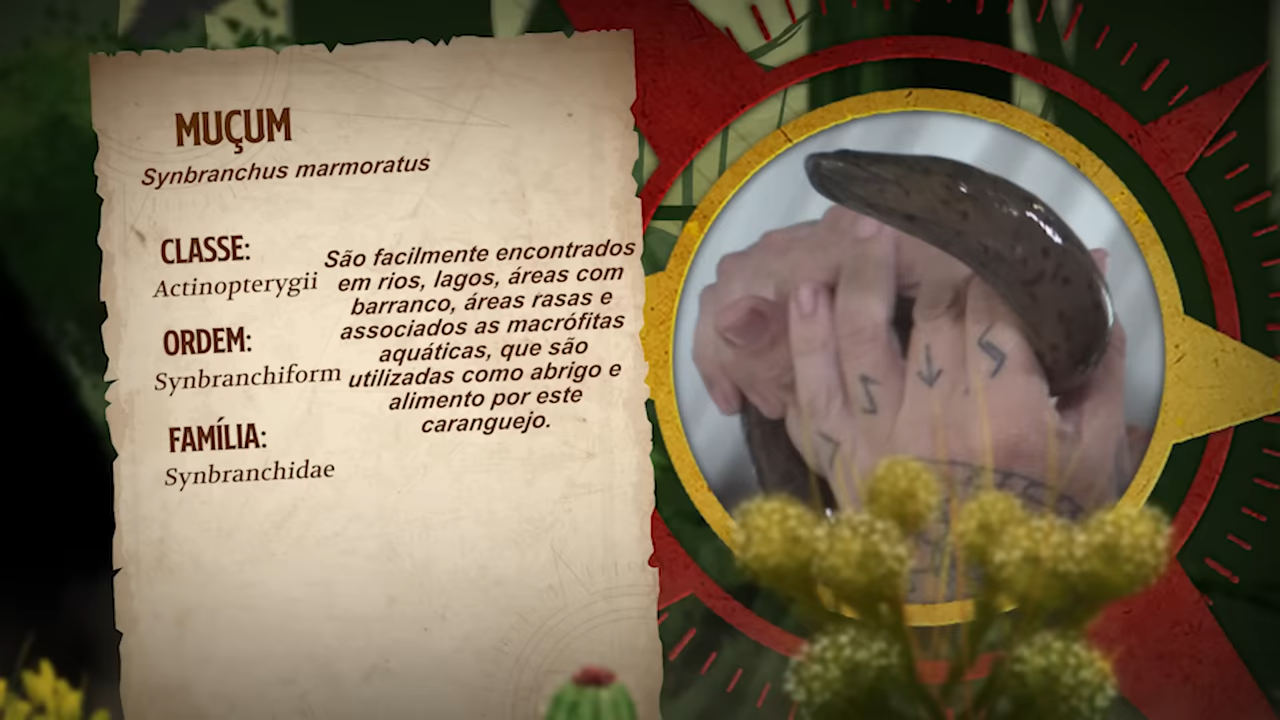 MUÇUM
Synbranchus marmoratus
CLASSE:
Actinopterygii
ORDEM:
Synbranchiform
FAMÍLIA:
Synbranchidae
São facilmente encontrados
em rios, lagos, áreas com
barranco, áreas rasas e
associados as macrófitas
aquáticas, que são
utilizadas como abrigo e
alimento por este
caranguejo.